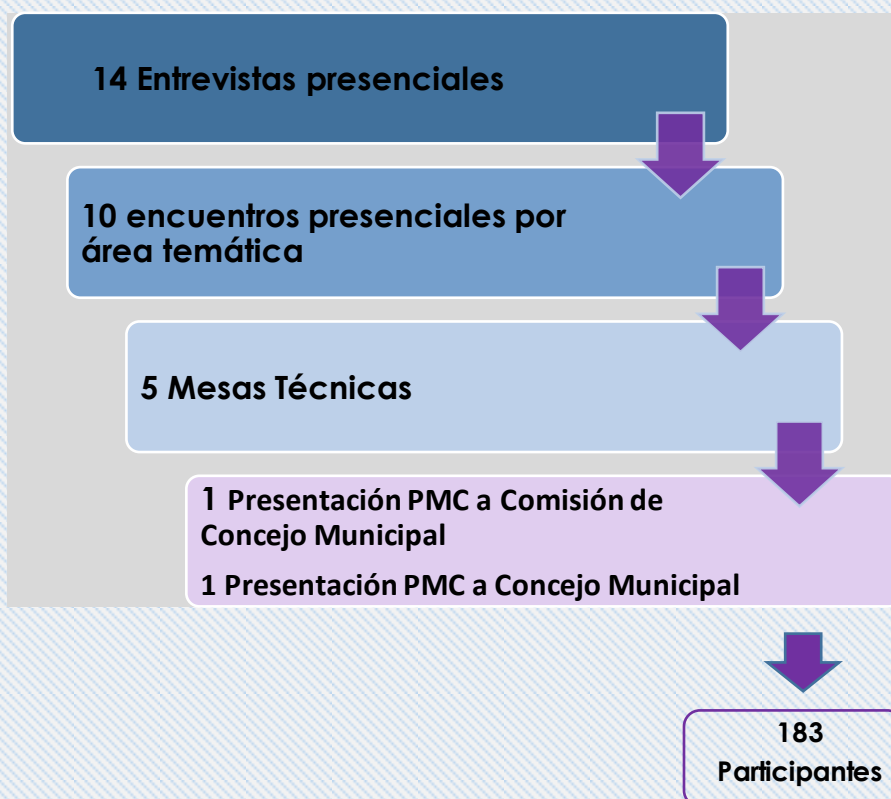 14 Entrevistas presenciales
10 encuentros presenciales por
área temática
5 Mesas Técnicas
1 Presentación PMC a Comisión de
Concejo Municipal
1 Presentación PMC a Concejo Municipal
183
Participantes